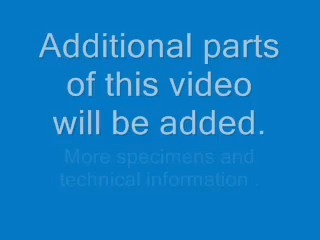 Additional parts
of this video
will be added.
More specimens and
technical information .